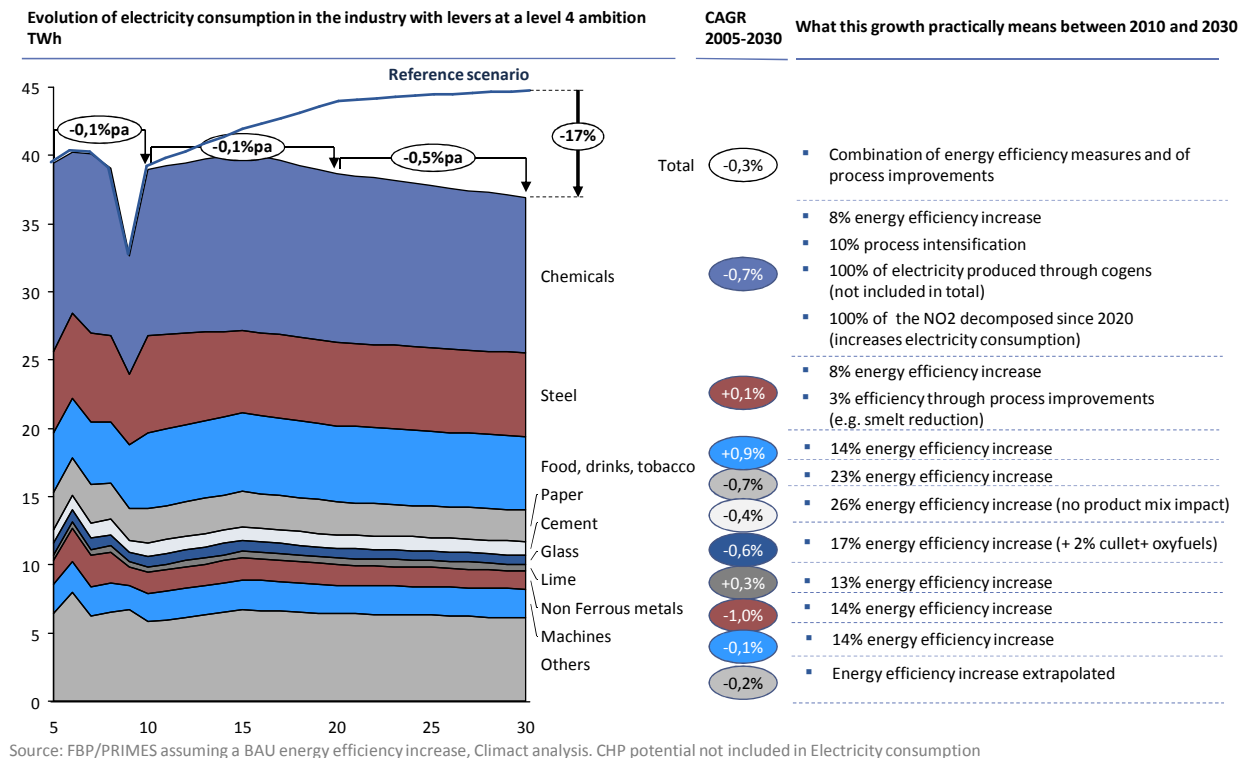 Evolution of electricity consumption in the industry with levers at a level 4 ambition
TWh
CAGR
2005-2030
What this growth practically means between 2010 and 2030
Reference scenario
45
40
35
30
25
20
15
10
5
0
5
10
15
20
25
30
-0,1%pa
-0,1%pa
-0,5%pa
-17%
Total
-0,3%
▪ Combination of energy efficiency measures and of
process improvements
Chemicals
-0,7%
▪ 8% energy efficiency increase
▪ 10% process intensification
▪ 100% of electricity produced through cogens
(not included in total)
▪ 100% of the NO2 decomposed since 2020
(increases electricity consumption)
Steel
+0,1%
▪ 8% energy efficiency increase
▪ 3% efficiency through process improvements
(e.g. smelt reduction)
Food, drinks, tobacco
+0,9%
▪ 14% energy efficiency increase
Paper
-0,7%
▪ 23% energy efficiency increase
Cement
-0,4%
▪ 26% energy efficiency increase (no product mix impact)
Glass
-0,6%
▪ 17% energy efficiency increase (+ 2% cullet+ oxyfuels)
Lime
+0,3%
▪ 13% energy efficiency increase
Non Ferrous metals
-1,0%
▪ 14% energy efficiency increase
Machines
-0,1%
▪ 14% energy efficiency increase
Others
-0,2%
▪ Energy efficiency increase extrapolated
Source: FBP/PRIMES assuming a BAU energy efficiency increase, Climact analysis. CHP potential not included in Electricity consumption